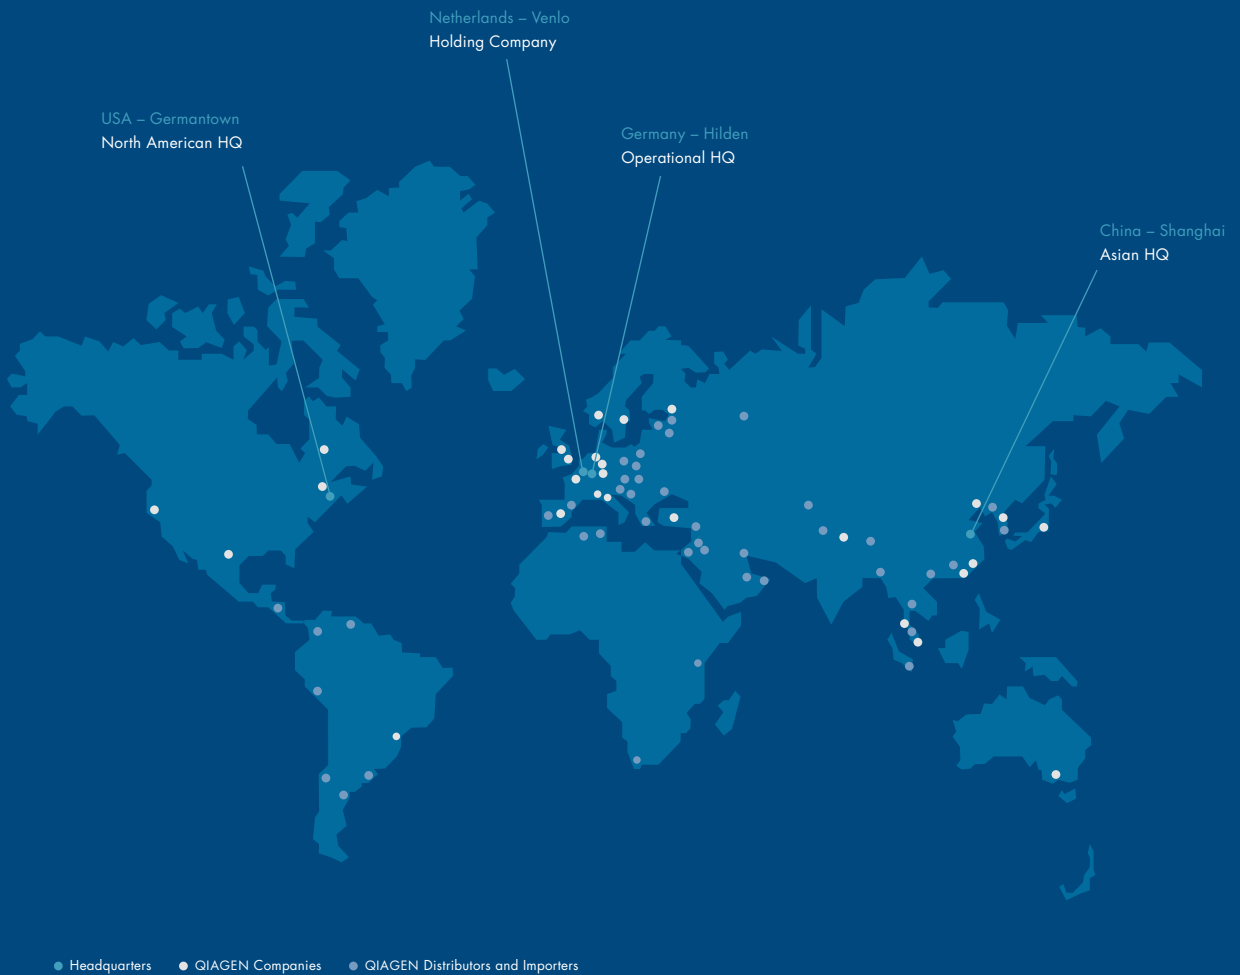 Netherlands – Venlo
Holding Company
USA – Germantown
North American HQ
Germany – Hilden
Operational HQ
China – Shanghai
Asian HQ
Headquarters
QIAGEN Companies
QIAGEN Distributors and Importers